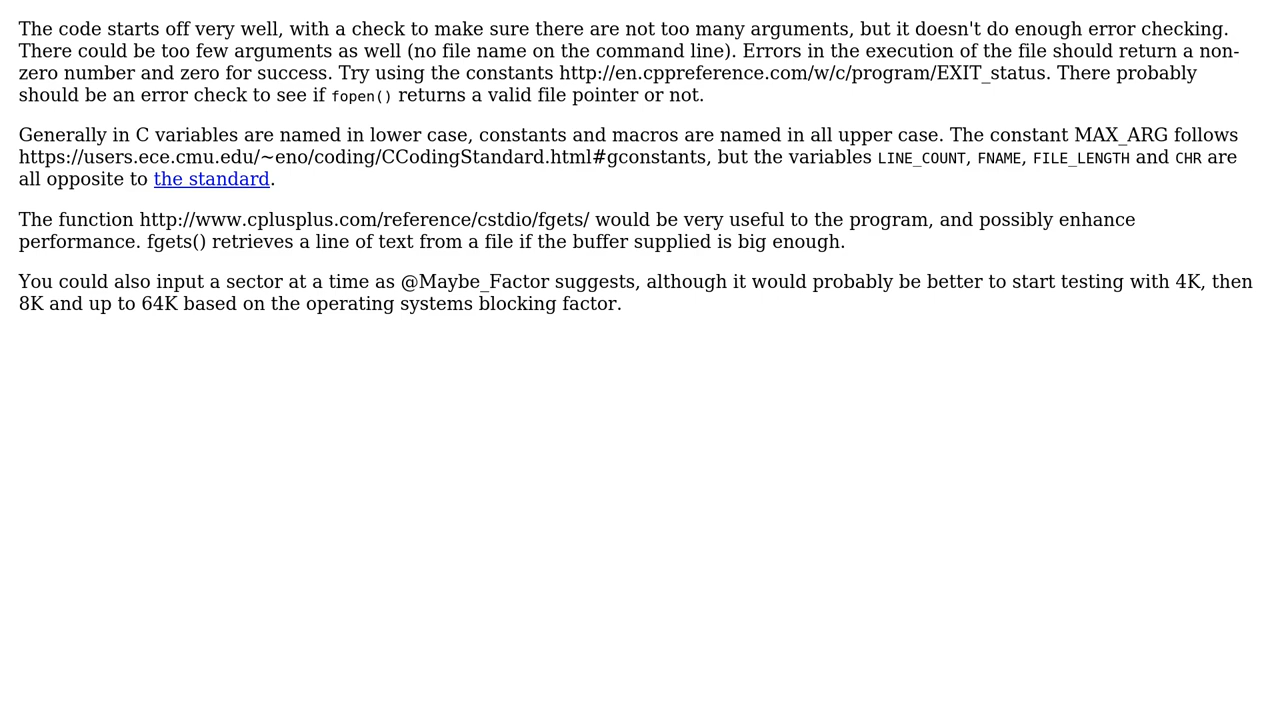 The code starts off very well, with a check to make sure there are not too many arguments, but it doesn't do enough error checking.
There could be too few arguments as well (no file name on the command line). Errors in the execution of the file should return a non-
zero number and zero for success. Try using the constants http://en.cppreference.com/w/c/program/EXIT_status. There probably
should be an error check to see if fopen() returns a valid file pointer or not.
Generally in C variables are named in lower case, constants and macros are named in all upper case. The constant MAX_ARG follows
https://users.ece.cmu.edu/~eno/coding/CCodingStandard.html#gconstants, but the variables LINE_COUNT, FNAME, FILE_LENGTH and CHR are
all opposite to the standard.
The function http://www.cplusplus.com/reference/cstdio/fgets/ would be very useful to the program, and possibly enhance
performance. fgets() retrieves a line of text from a file if the buffer supplied is big enough.
You could also input a sector at a time as @Maybe_Factor suggests, although it would probably be better to start testing with 4K, then
8K and up to 64K based on the operating systems blocking factor.